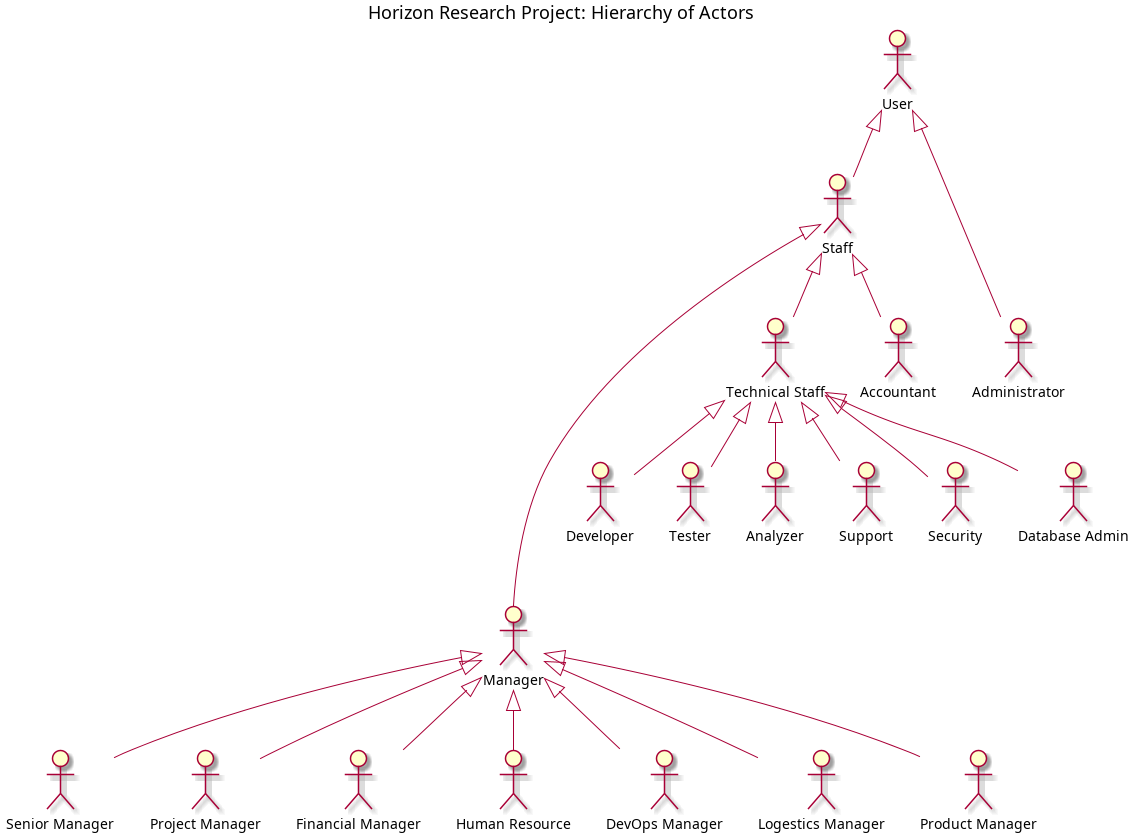 Horizon Research Project: Hierarchy of Actors
User
Staff
Technical Staff
Accountant
Administrator
Developer
Tester
Analyzer
Support
Security
Database Admin
Manager
Senior Manager
Project Manager
Financial Manager
Human Resource
DevOps Manager
Logestics Manager
Product Manager